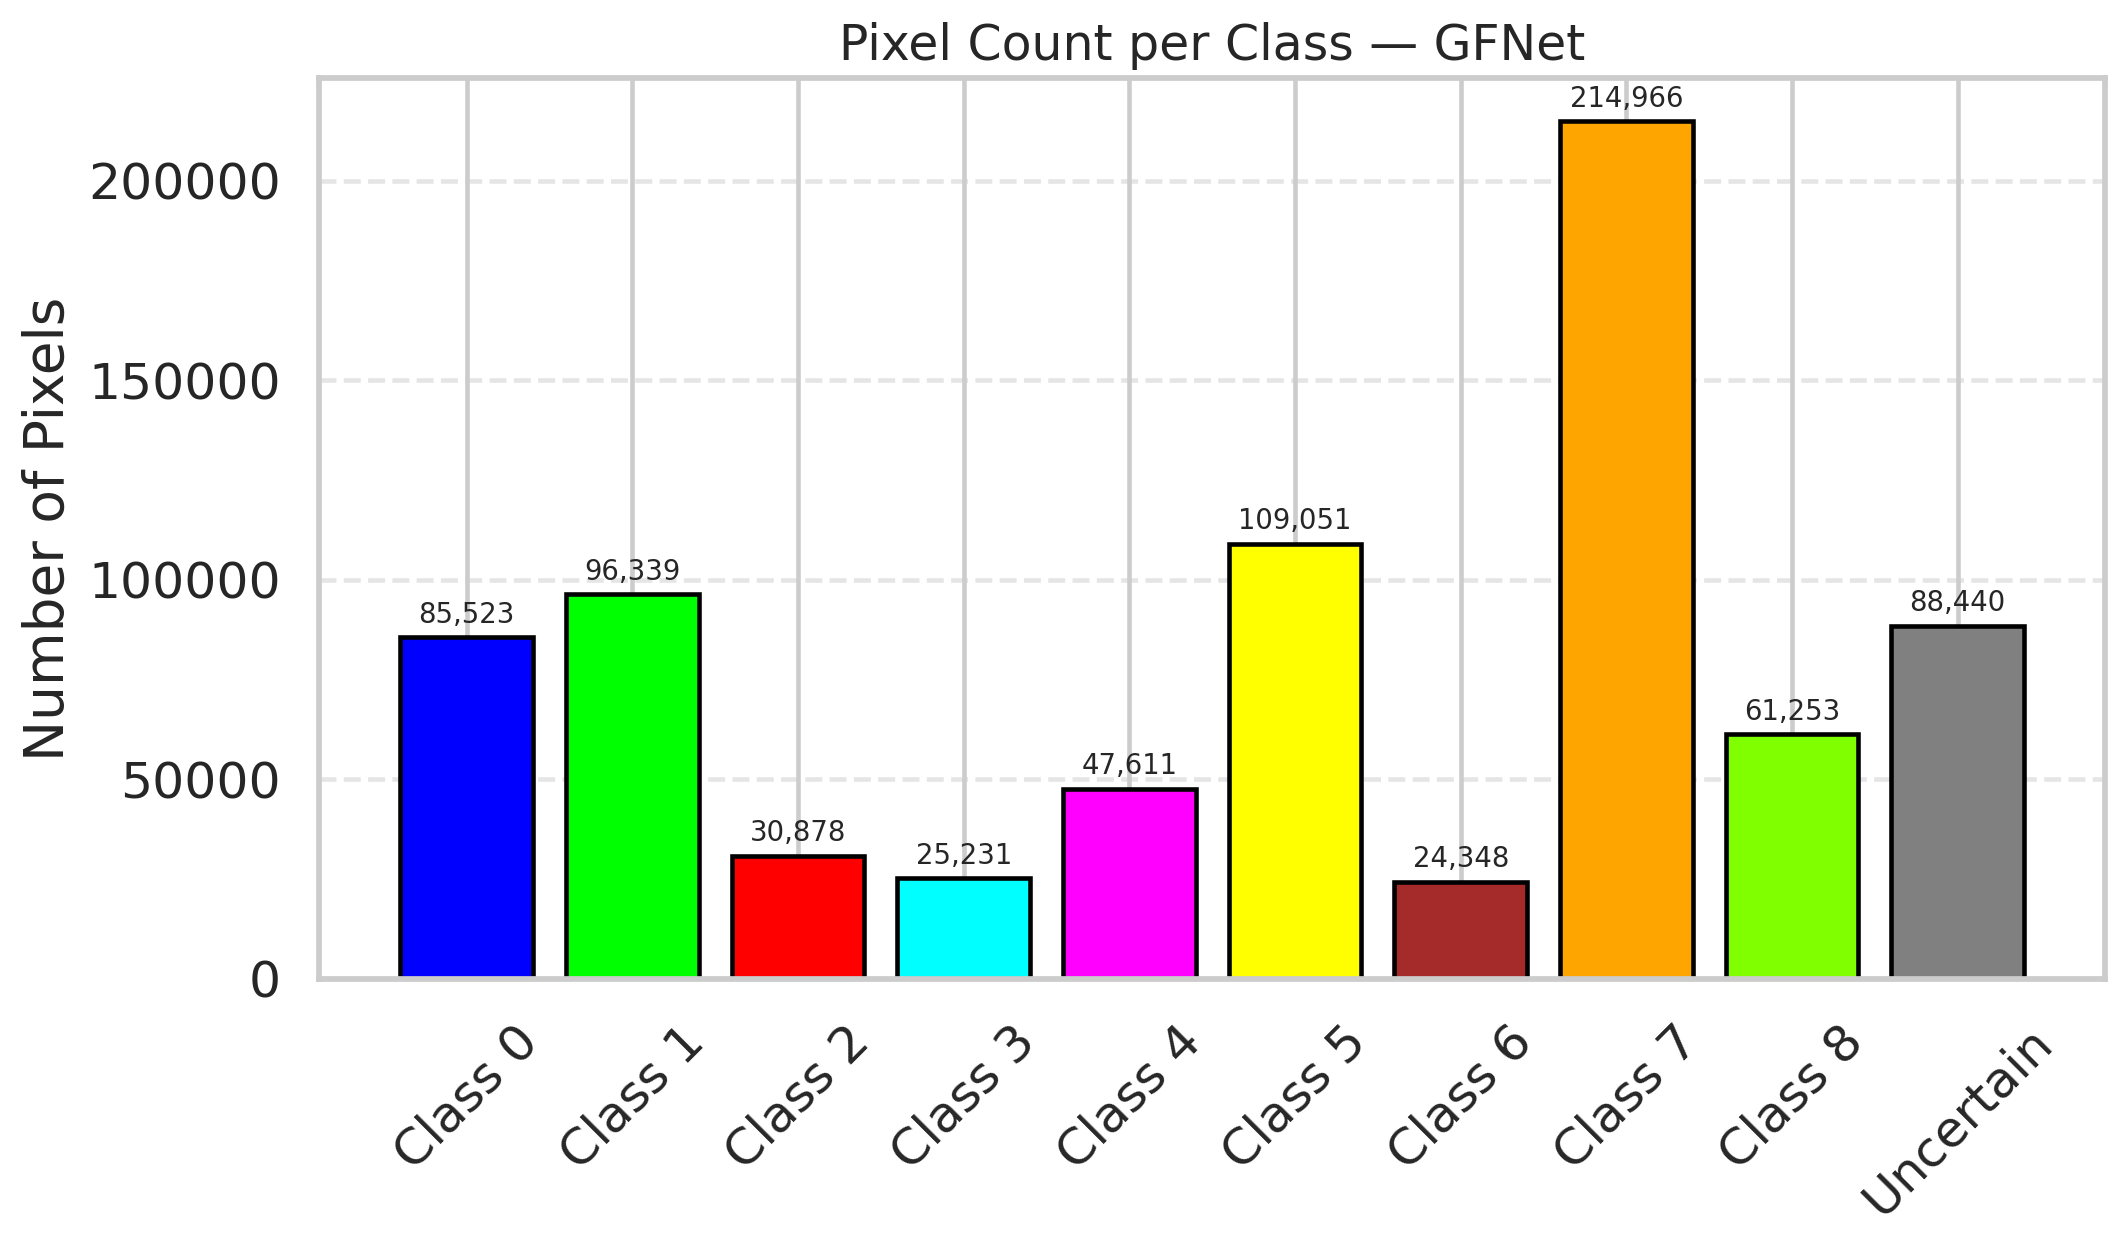 Pixel Count per Class — GFNet
Number of Pixels
200000
150000
100000
50000
0
85,523
96,339
30,878
25,231
47,611
109,051
24,348
214,966
61,253
88,440
Class 0
Class 1
Class 2
Class 3
Class 4
Class 5
Class 6
Class 7
Class 8
Uncertain